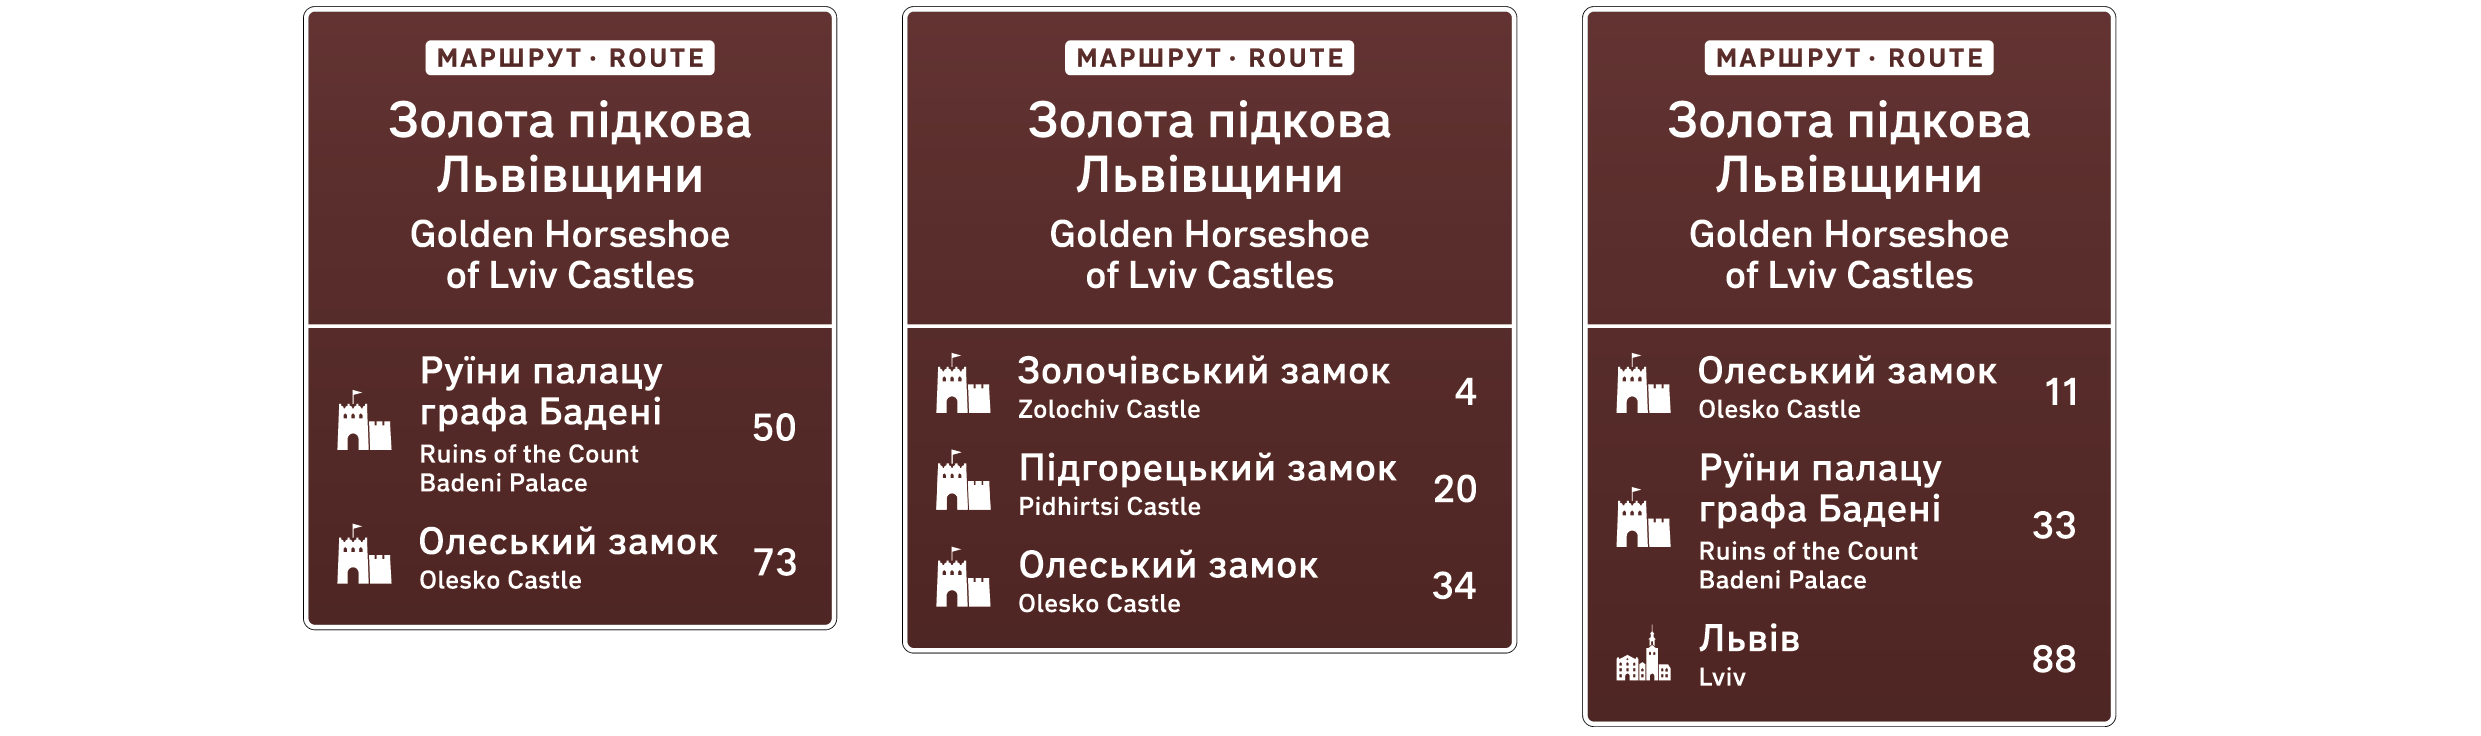 МАРШРУТ · ROUTE
Золота підкова
Львівщини
Golden Horseshoe
of Lviv Castles
Руїни палацу
графа Бадені
Ruins of the Count
Badeni Palace
50
Олеський замок
Olesko Castle
73
МАРШРУТ · ROUTE
Золота підкова
Львівщини
Golden Horseshoe
of Lviv Castles
Золочівський замок
Zolochiv Castle
4
Підгорецький замок
Pidhirtsi Castle
20
Олеський замок
Olesko Castle
34
МАРШРУТ · ROUTE
Золота підкова
Львівщини
Golden Horseshoe
of Lviv Castles
Олеський замок
Olesko Castle
11
Руїни палацу
графа Бадені
Ruins of the Count
Badeni Palace
33
Львів
Lviv
88